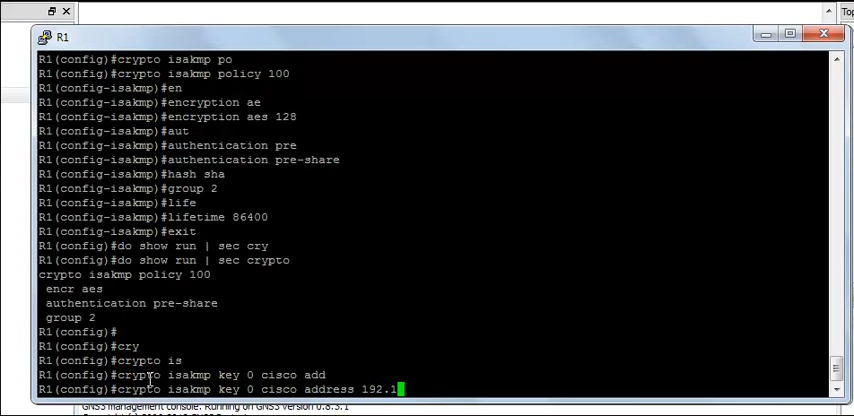 Top
R1
R1(config)#crypto isakmp po
R1(config)#crypto isakmp policy 100
R1(config-isakmp)#en
R1(config-isakmp)#encryption ae
R1(config-isakmp)#encryption aes 128
R1(config-isakmp)#aut
R1(config-isakmp)#authentication pre
R1(config-isakmp)#authentication pre-share
R1(config-isakmp)#hash sha
R1(config-isakmp)#group 2
R1(config-isakmp)#life
R1(config-isakmp)#lifetime 86400
R1(config-isakmp)#exit
R1(config)#do show run | sec cry
R1(config)#do show run | sec crypto
crypto isakmp policy 100
encr aes
authentication pre-share
group 2
R1(config)#
R1(config)#cry
R1(config)#crypto is
R1(config)#crypto isakmp key 0 cisco add
R1(config)#crypto isakmp key 0 cisco address 192.1
GNS3 management console. Running on GNS3 version 0.8.3.1